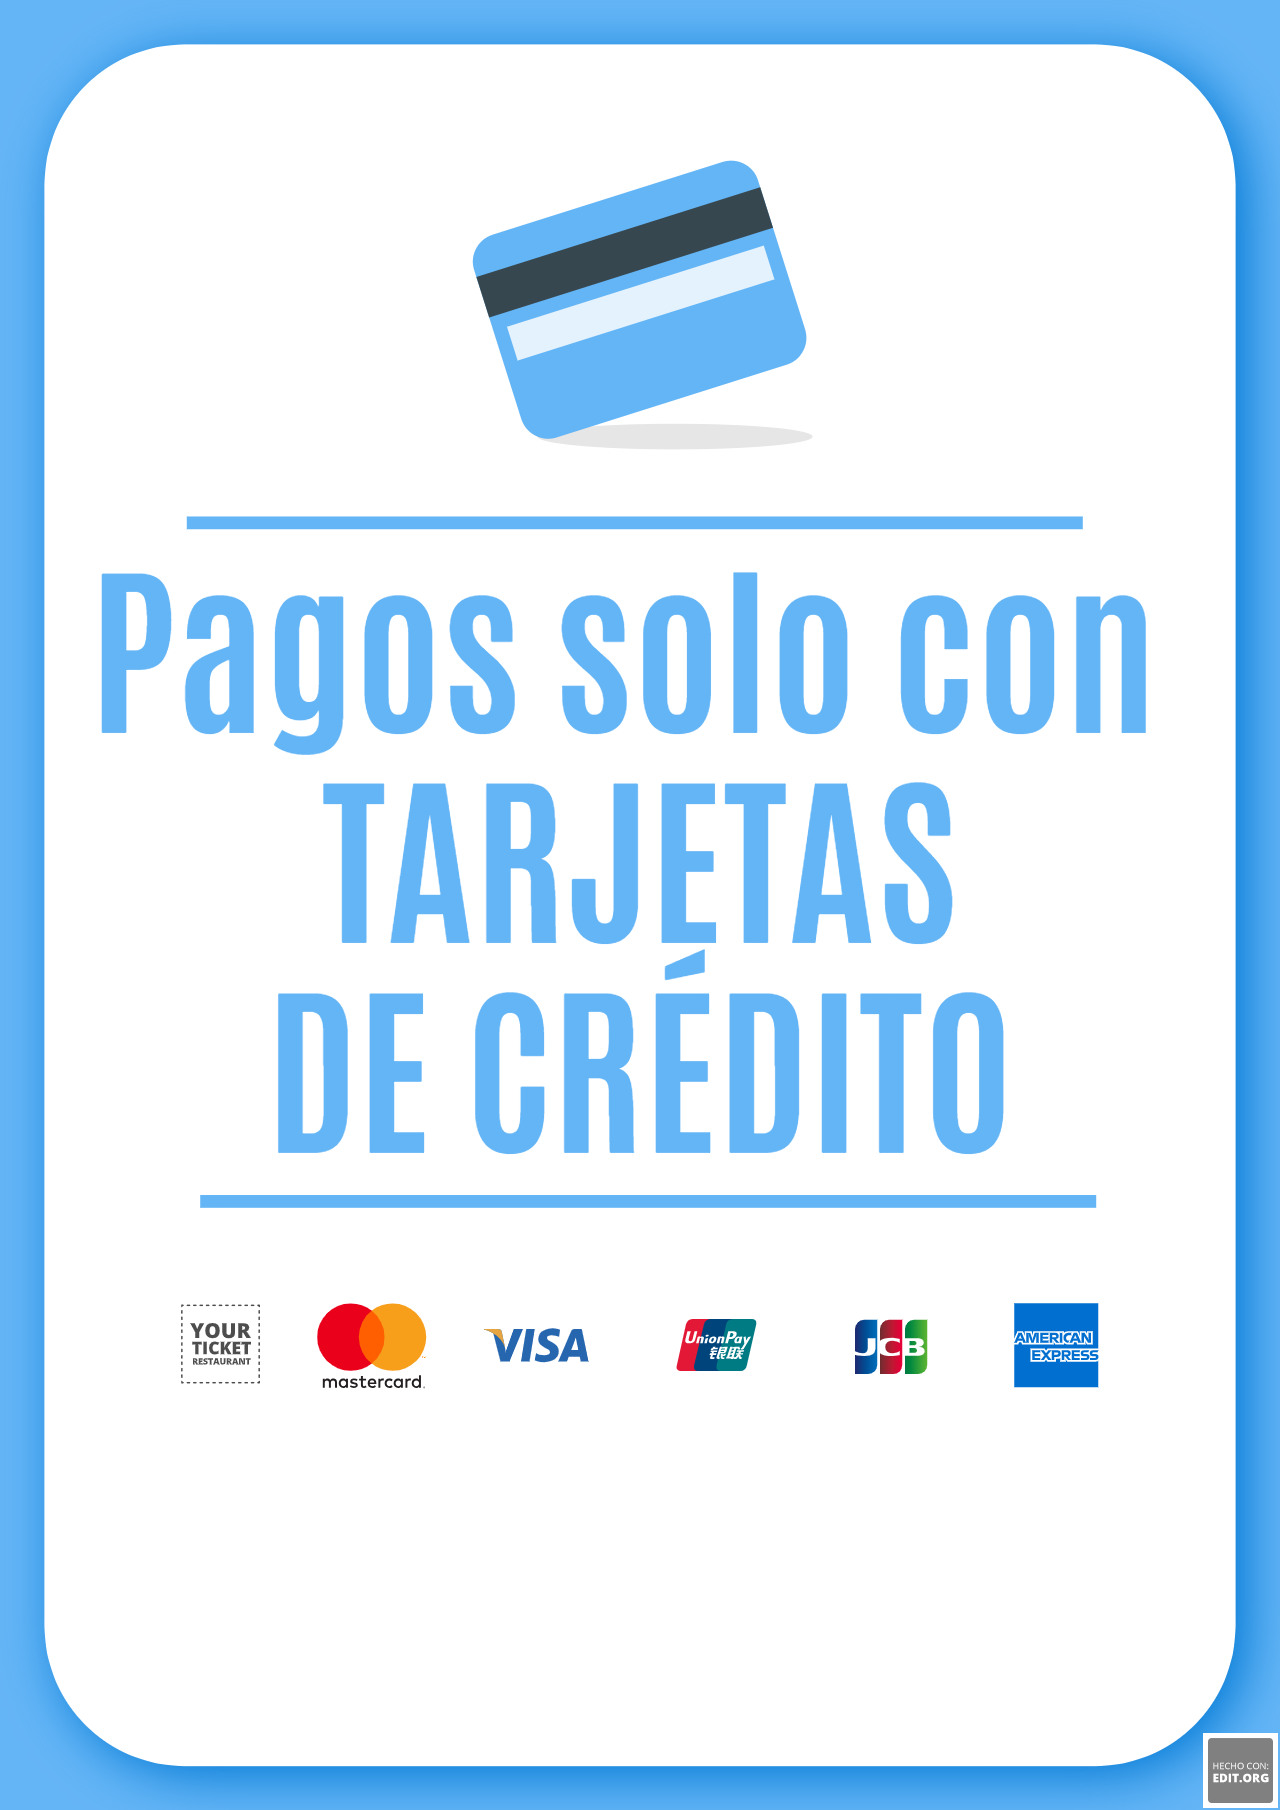 Pagos solo con
TARJETAS
DE CRÉDITO
YOUR
TICKET
RESTAURANT
mastercard.
VISA
UnionPay
银联
JCB
AMERICAN
EXPRESS
HECHO CON:
EDIT.ORG